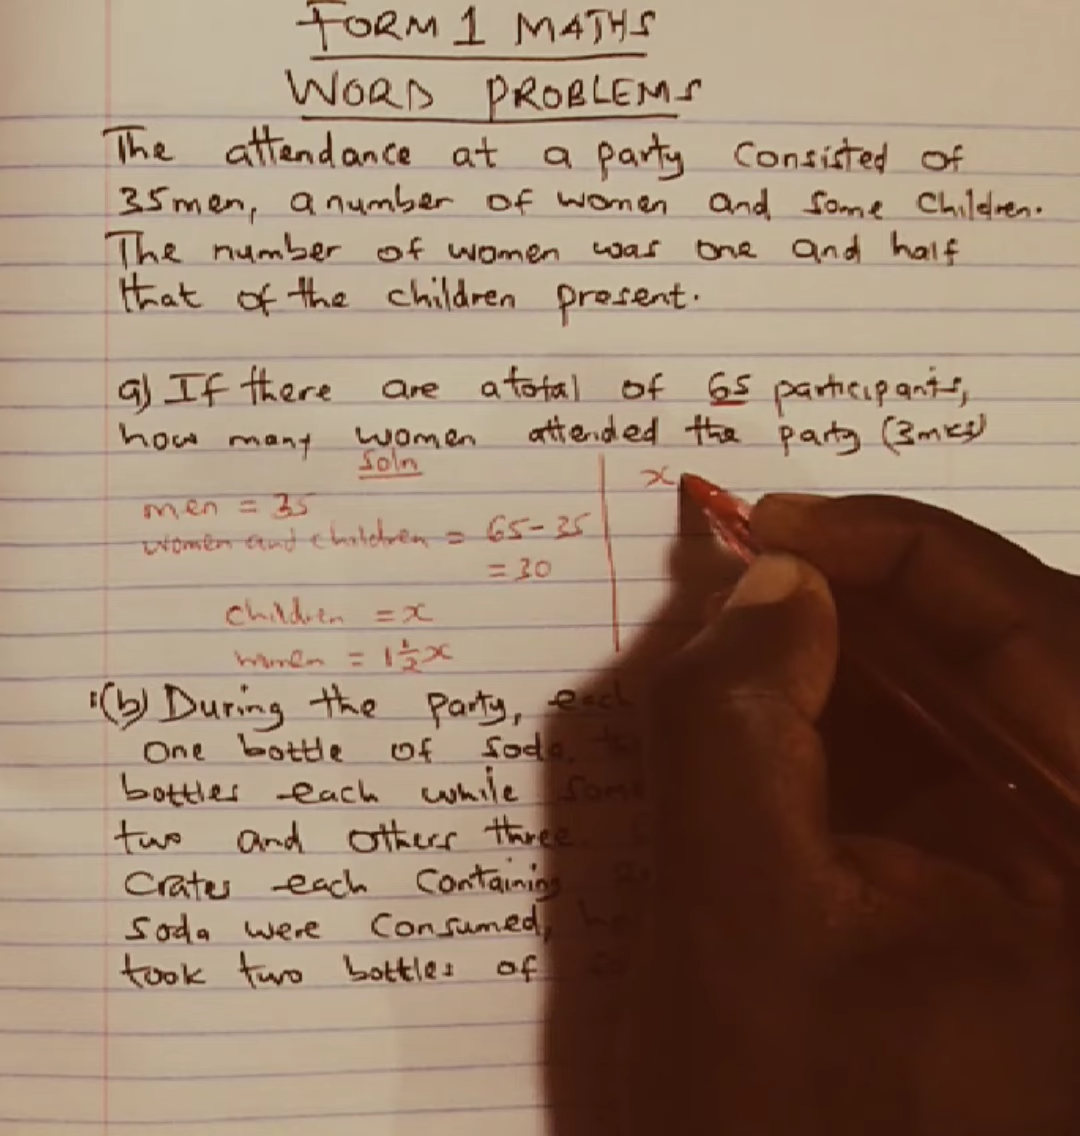 FORM 1 MATHS
WORD PROBLEMS
The attendance at a party consisted of
35 men, a number of women and some children.
The number of women was one and half
that of the children present.
a) If there are a total of 65 participants,
how many women attended the party (3mks)
Soln
men = 35
women and children = 65-35
= 30
children = x
women = 1 1/2 x
x
(b) During the party, each
One bottle of soda,
bottles each while some
two and others three
Crates each containing
Soda were consumed,
took two bottles of